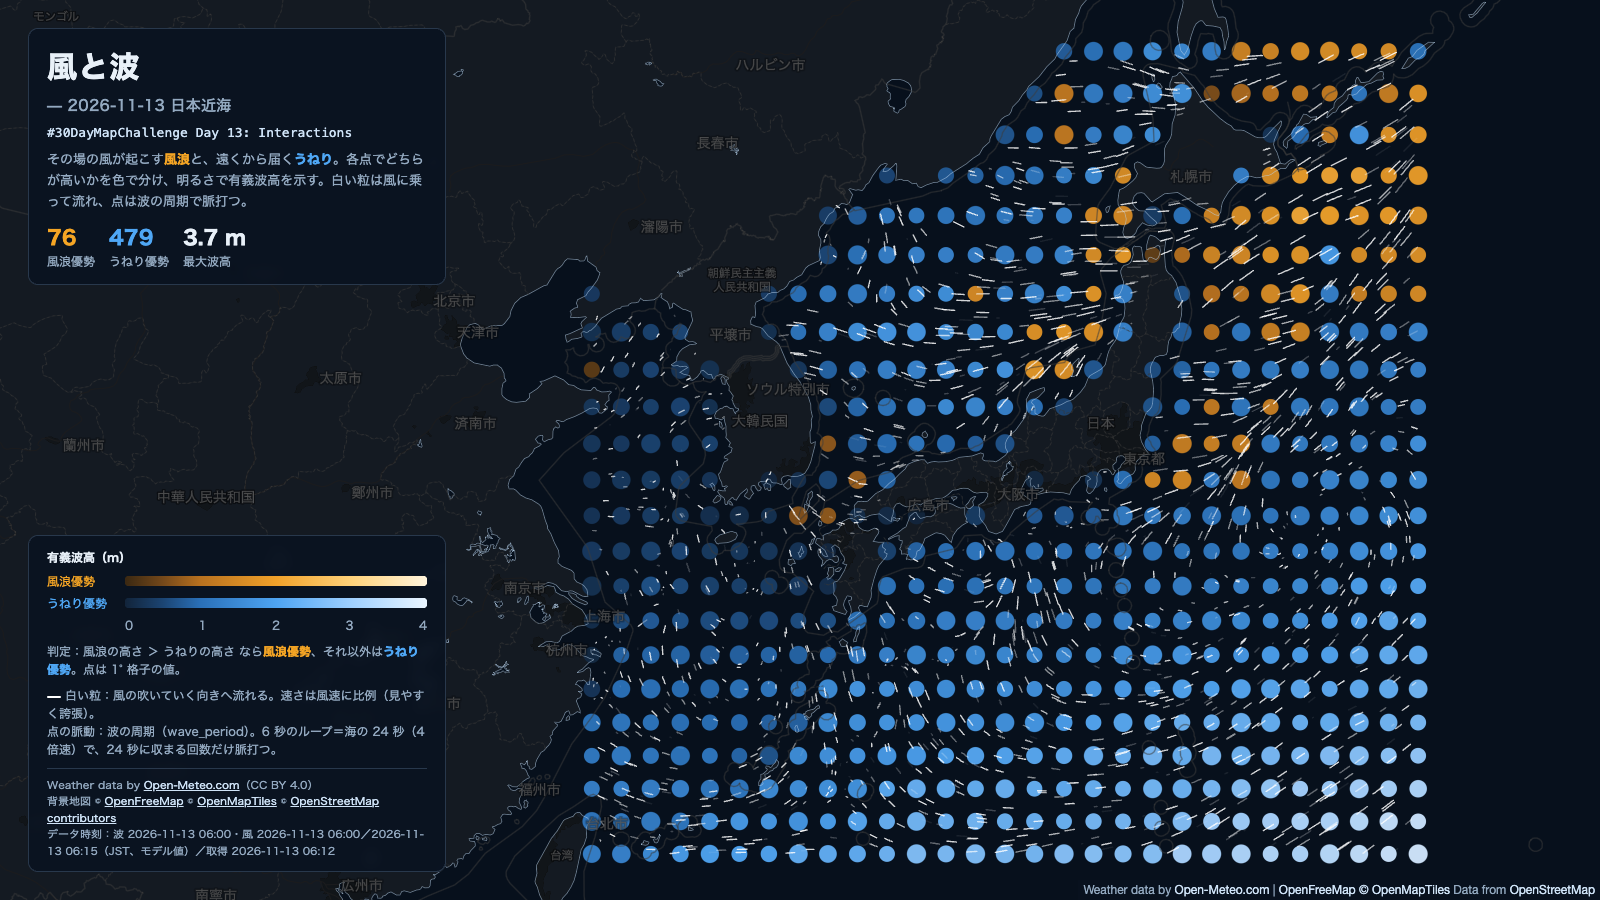 モンゴル
風と波
— 2026-11-13 日本近海
#30DayMapChallenge Day 13: Interactions
その場の風が起こす風浪と、遠くから届くうねり。各点でどちら
が高いかを色で分け、明るさで有義波高を示す。白い粒は風に乗
って流れ、点は波の周期で脈打つ。
76 479 3.7 m
風浪優勢 うねり優勢 最大波高
ハルビン市
長春市
札幌市
瀋陽市
朝鮮民主主義
人民共和国
北京市
天津市
平壌市
太原市
ソウル特別市
済南市
大韓民国
日本
蘭州市
東京都
中華人民共和国
鄭州市
大阪市
広島市
南京市
上海市
杭州市
市
福州市
台北市
台湾
広州市
南寧市
有義波高（m）
風浪優勢
うねり優勢
0 1 2 3 4
判定：風浪の高さ ＞ うねりの高さ なら風浪優勢、それ以外はうねり
優勢。点は 1° 格子の値。
白い粒：風の吹いていく向きへ流れる。速さは風速に比例（見やす
く誇張）。
点の脈動：波の周期（wave_period）。6 秒のループ＝海の 24 秒（4
倍速）で、24 秒に収まる回数だけ脈打つ。
Weather data by Open-Meteo.com（CC BY 4.0）
背景地図 © OpenFreeMap © OpenMapTiles © OpenStreetMap
contributors
データ時刻：波 2026-11-13 06:00・風 2026-11-13 06:00／2026-11-
13 06:15（JST、モデル値）／取得 2026-11-13 06:12
Weather data by Open-Meteo.com | OpenFreeMap © OpenMapTiles Data from OpenStreetMap